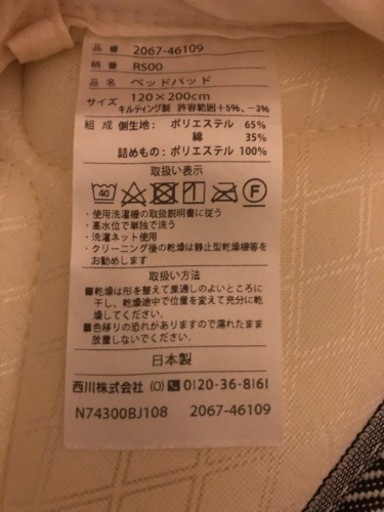 品番 2067-46109
柄番 RS00
品名 ベッドパッド
サイズ 120×200cm
キルティング製 許容範囲+5%、-3%
組成 側生地: ポリエステル 65%
綿 35%
詰めもの: ポリエステル 100%
取扱い表示
40 F
・使用洗濯機の取扱説明書に従う
・高水位で単独で洗う
・洗濯ネット使用
・クリーニング後の乾燥は静止型乾燥機等を
お勧めします
取扱い方法
■乾燥は形を整えて風通しのよいところに
干し、乾燥途中で位置を変えて充分に乾
燥してください。
■色移りの恐れがありますので濡れたまま
放置しないでください。
日本製
西川株式会社 (O) 0120-36-8161
N74300BJ108 2067-46109